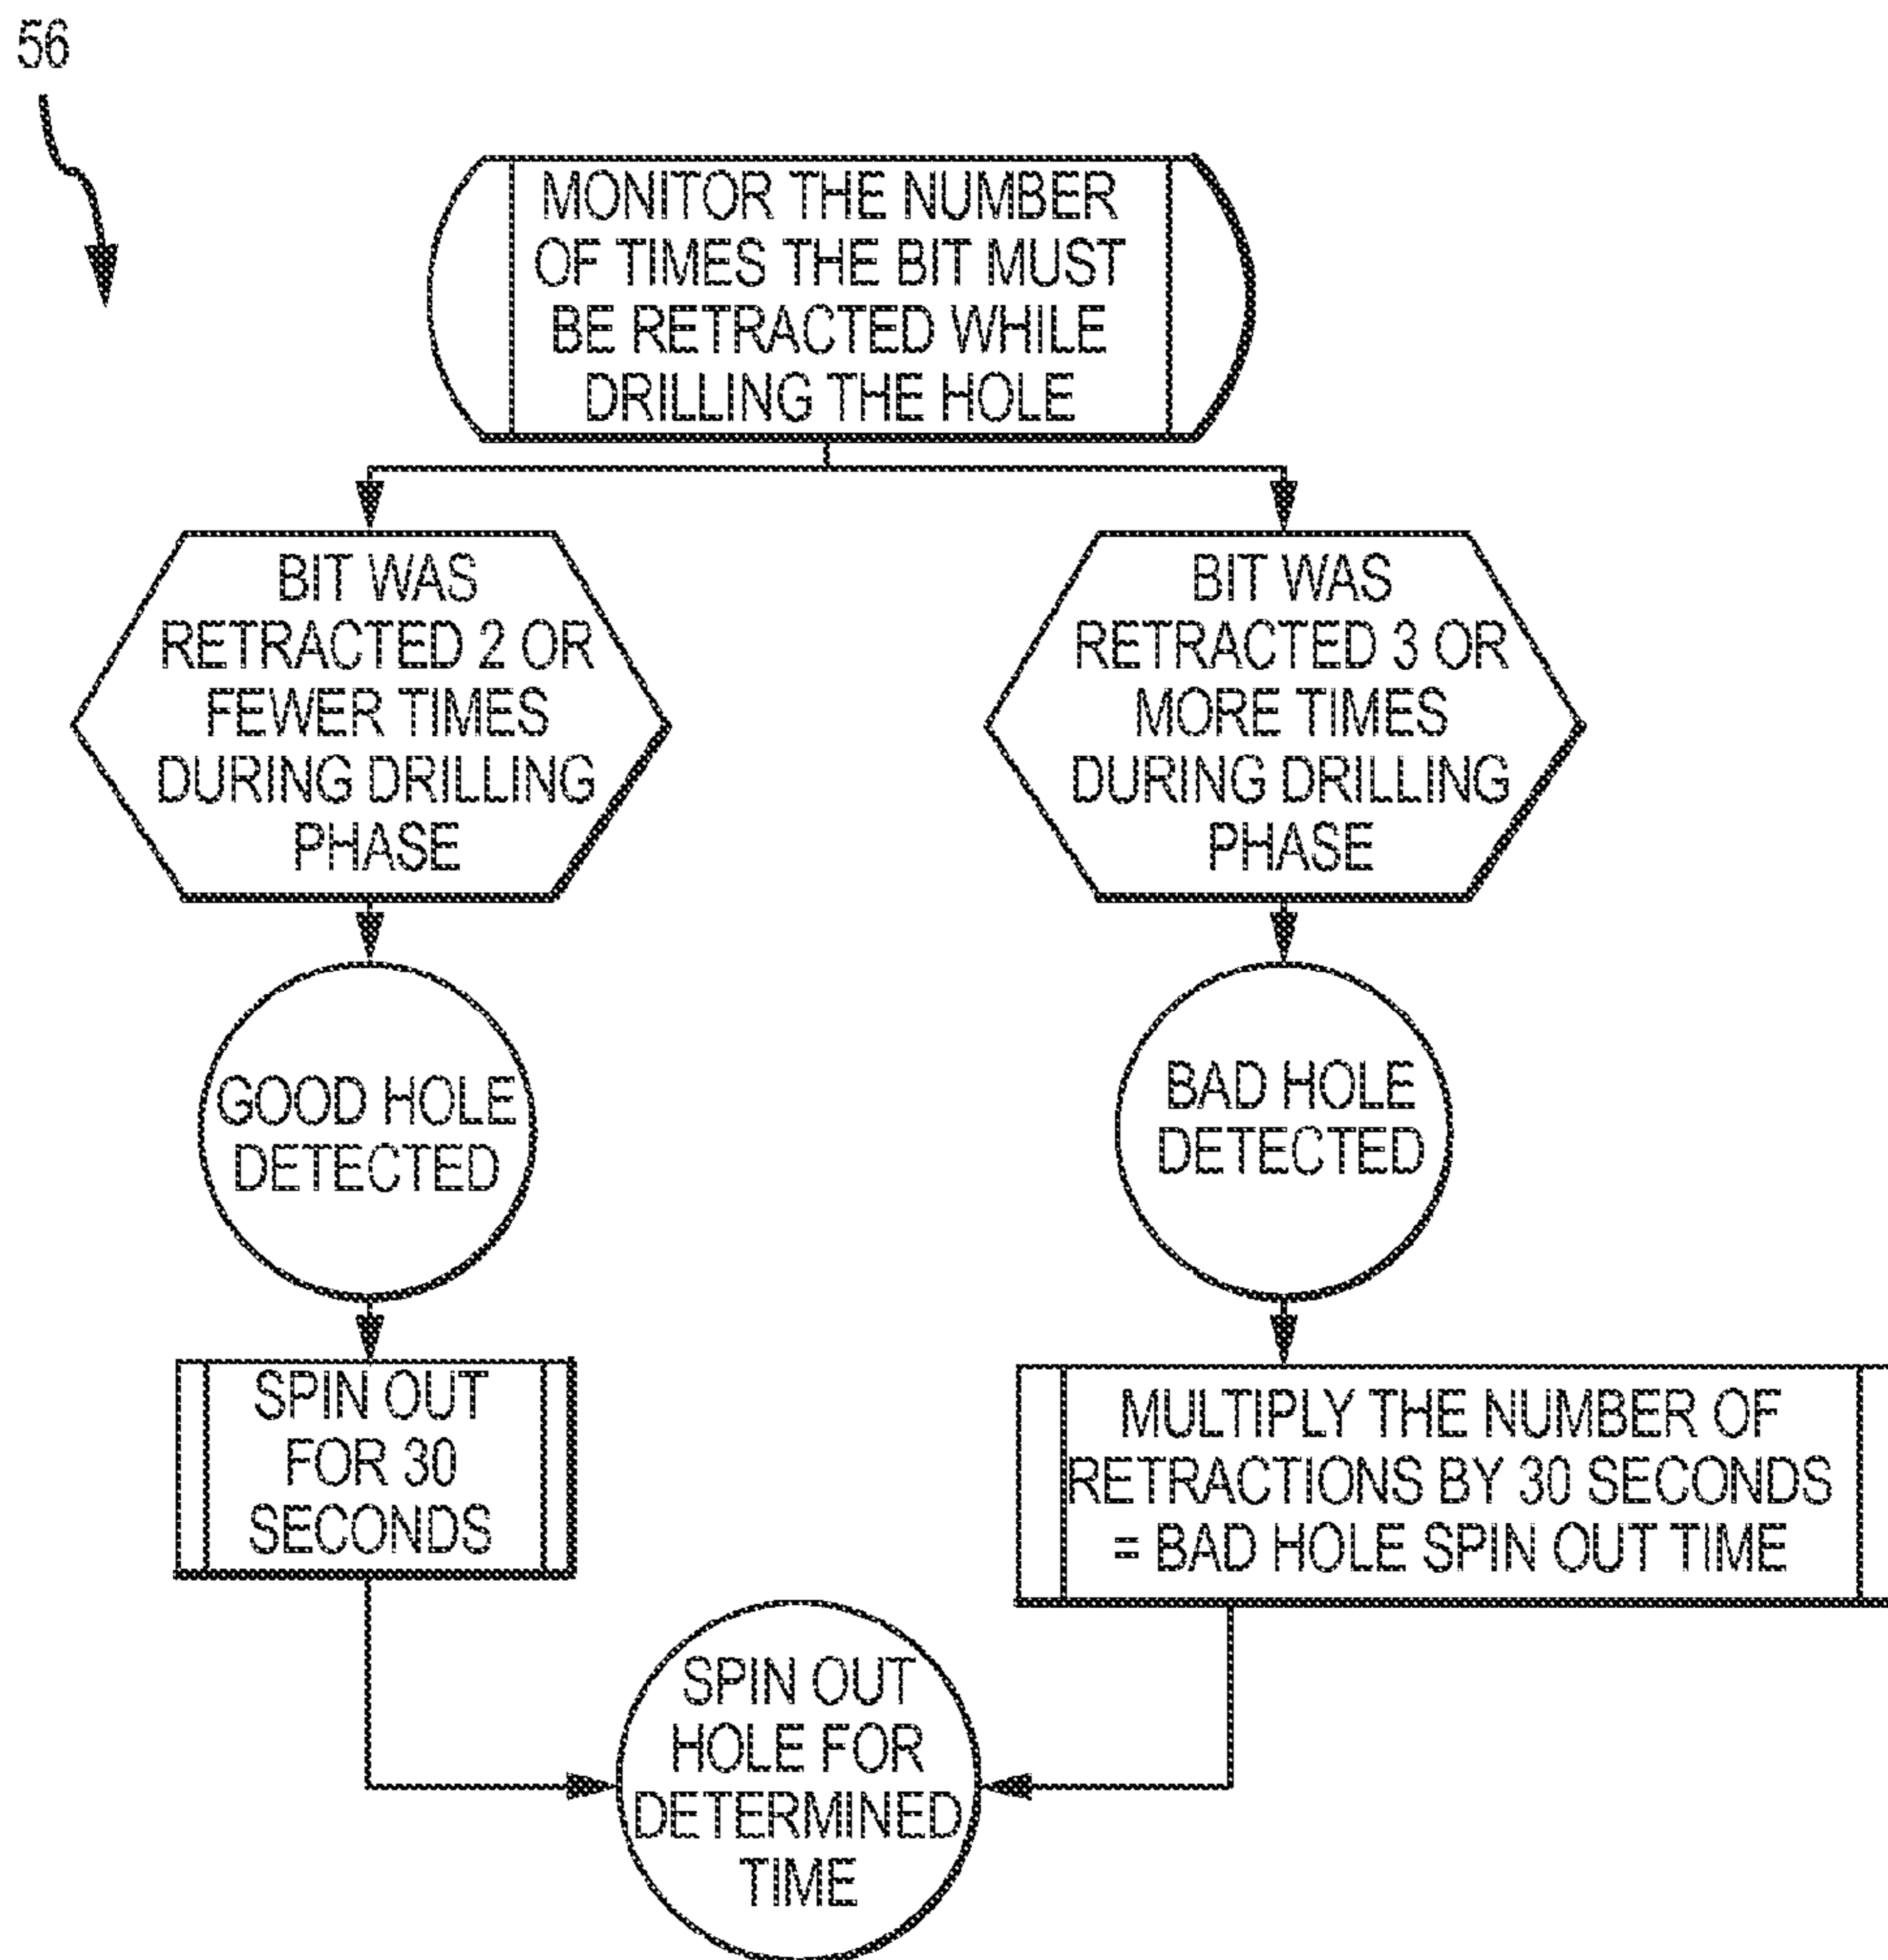 56
MONITOR THE NUMBER
OF TIMES THE BIT MUST
BE RETRACTED WHILE
DRILLING THE HOLE
BIT WAS
RETRACTED 2 OR
FEWER TIMES
DURING DRILLING
PHASE
BIT WAS
RETRACTED 3 OR
MORE TIMES
DURING DRILLING
PHASE
GOOD HOLE
DETECTED
BAD HOLE
DETECTED
SPIN OUT
FOR 30
SECONDS
MULTIPLY THE NUMBER OF
RETRACTIONS BY 30 SECONDS
= BAD HOLE SPIN OUT TIME
SPIN OUT
HOLE FOR
DETERMINED
TIME